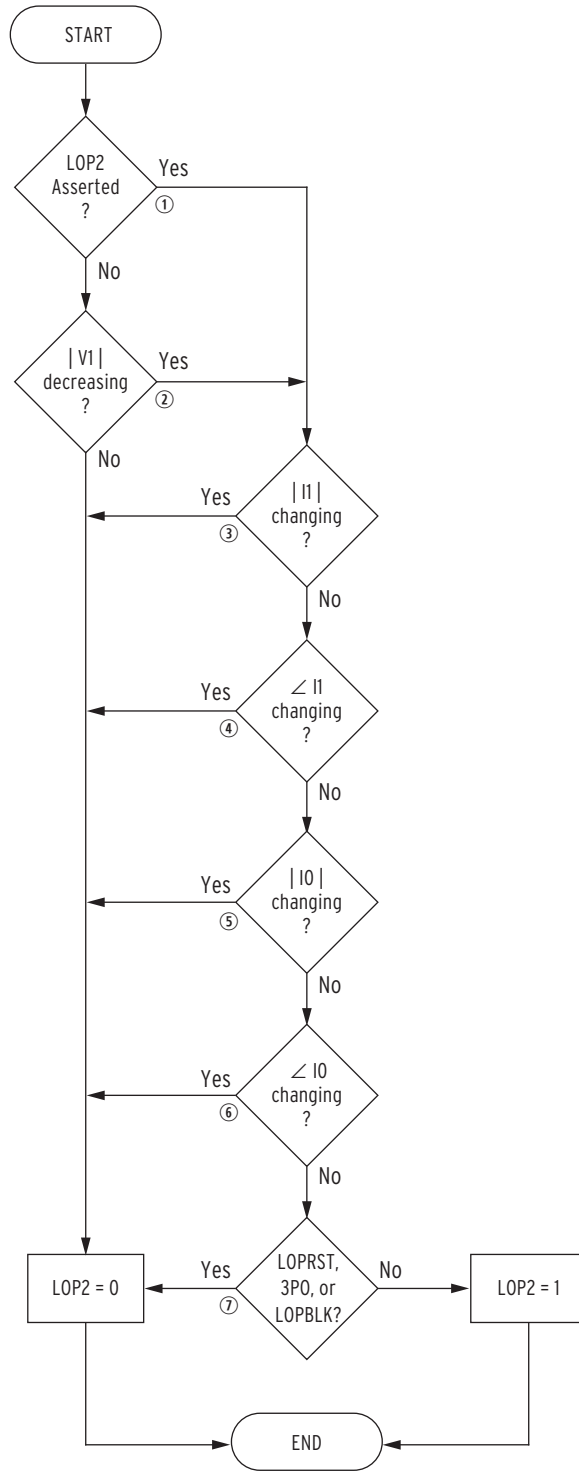 START
LOP2
Asserted
?
Yes
①
No
| V1 |
decreasing
?
Yes
②
No
| I1 |
changing
?
Yes
③
No
∠ I1
changing
?
Yes
④
No
| I0 |
changing
?
Yes
⑤
No
∠ I0
changing
?
Yes
⑥
No
LOPRST,
3PO, or
LOPBLK?
Yes
⑦
No
LOP2 = 0
LOP2 = 1
END